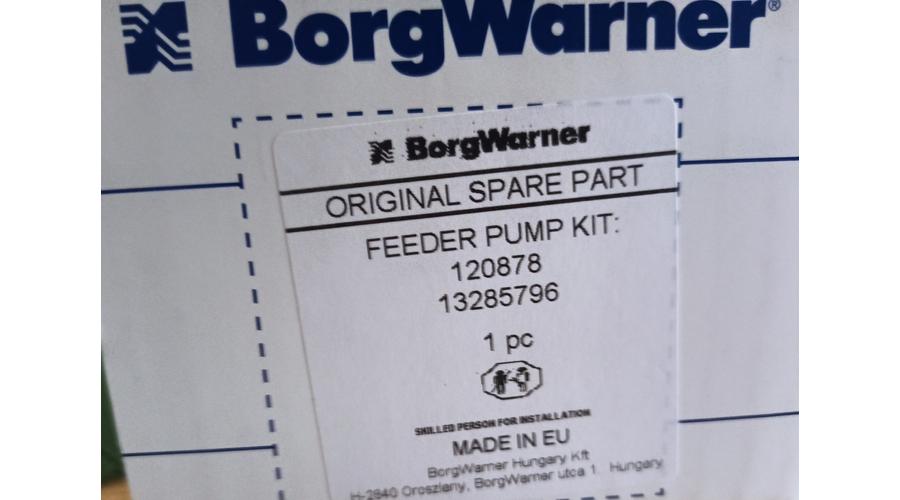 BorgWarner®
BorgWarner
ORIGINAL SPARE PART
FEEDER PUMP KIT:
120878
13285796
1 pc
SKILLED PERSON FOR INSTALLATION
MADE IN EU
BorgWarner Hungary Kft
H-2840 Oroszlany, BorgWarner utca 1. Hungary